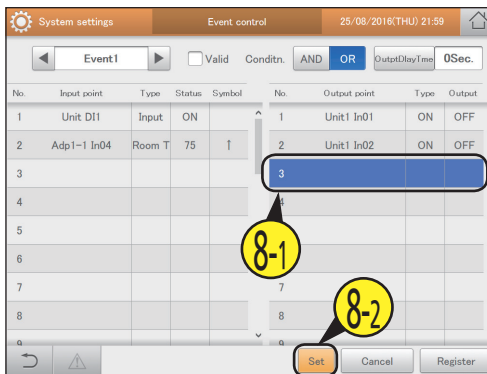 System settings Event control 25/08/2016(THU) 21:59
Event1 Valid Conditn. AND OR OutptDlayTme 0Sec.
No. Input point Type Status Symbol No. Output point Type Output
1 Unit DI1 Input ON 1 Unit1 In01 ON OFF
2 Adp1-1 In04 Room T 75 ↑ 2 Unit1 In02 ON OFF
3 3
4 4
5
8-1
6
7 7
8-2
8 8
9 9
Set Cancel Register